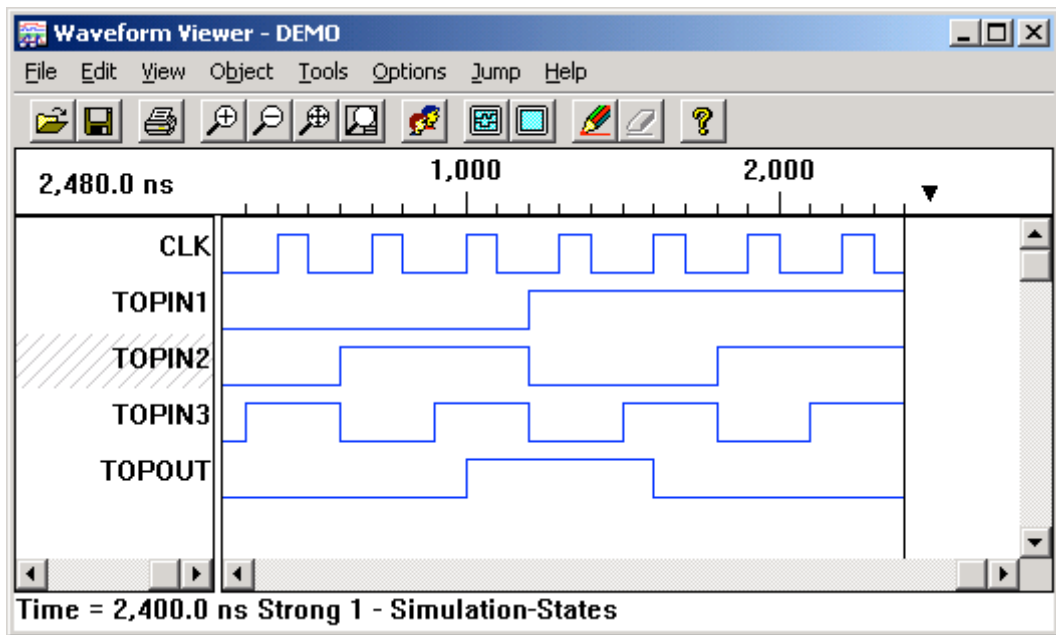 Waveform Viewer - DEMO
File Edit View Object Tools Options Jump Help
2,480.0 ns 1,000 2,000
CLK
TOPIN1
TOPIN2
TOPIN3
TOPOUT
Time = 2,400.0 ns Strong 1 - Simulation-States